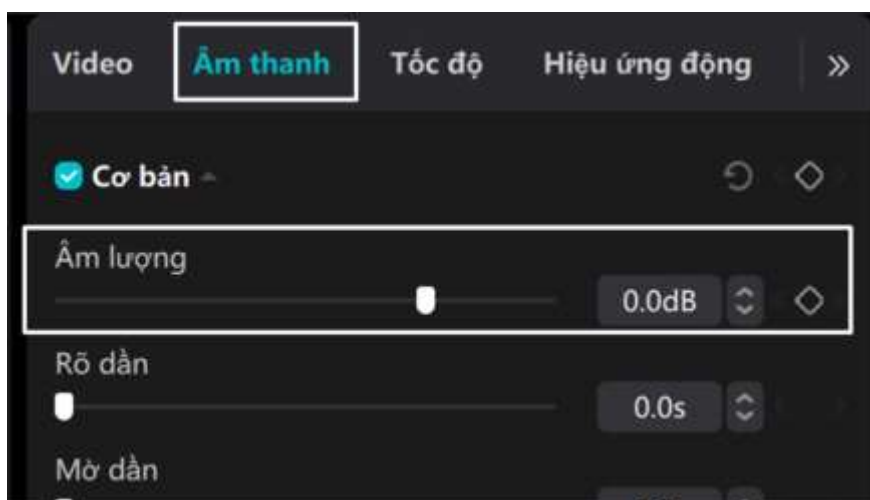 Video Âm thanh Tốc độ Hiệu ứng động »
Cơ bản
Âm lượng
0.0dB
Rõ dần
0.0s
Mờ dần